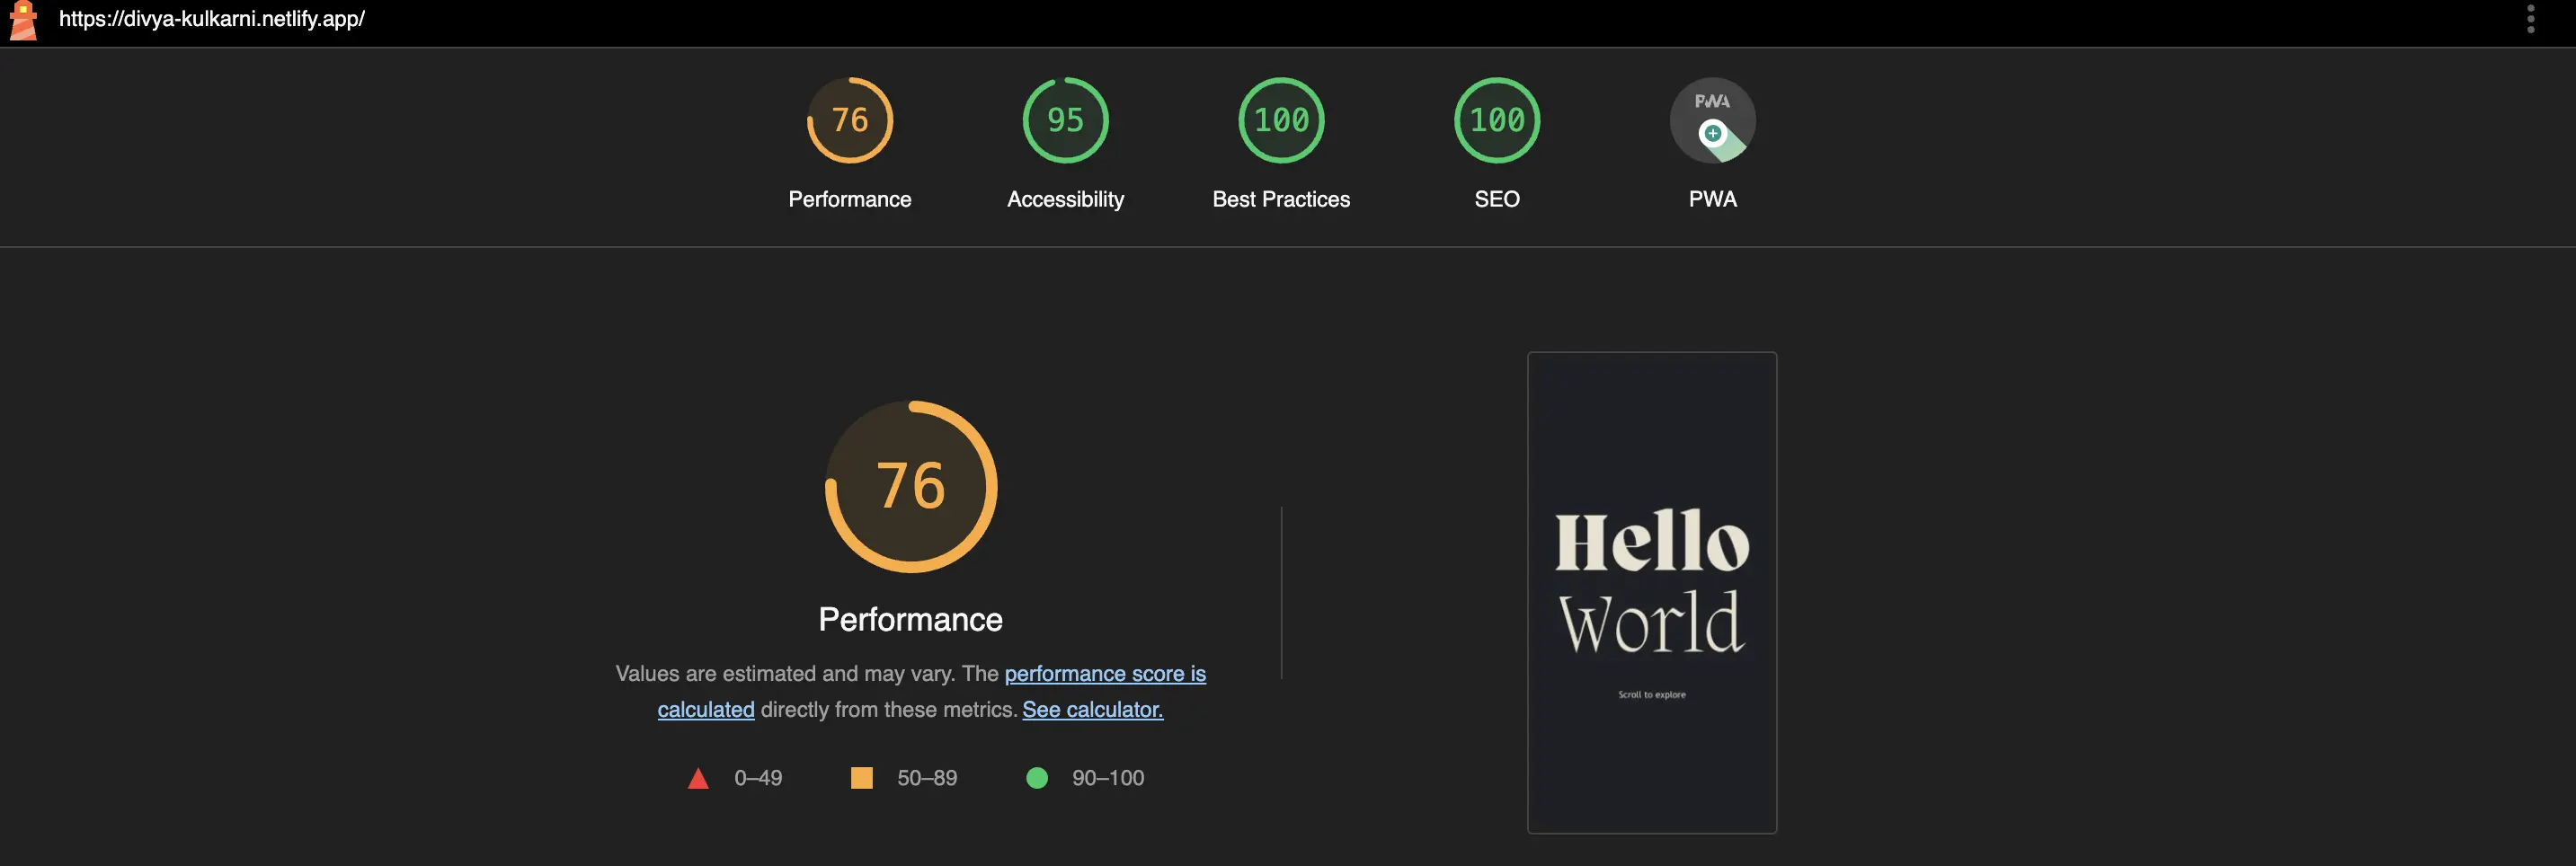 https://divya-kulkarni.netlify.app/
76
95
100
100
PWA
Performance
Accessibility
Best Practices
SEO
PWA
76
Performance
Values are estimated and may vary. The performance score is
calculated directly from these metrics. See calculator.
0–49
50–89
90–100
Hello
World
Scroll to explore